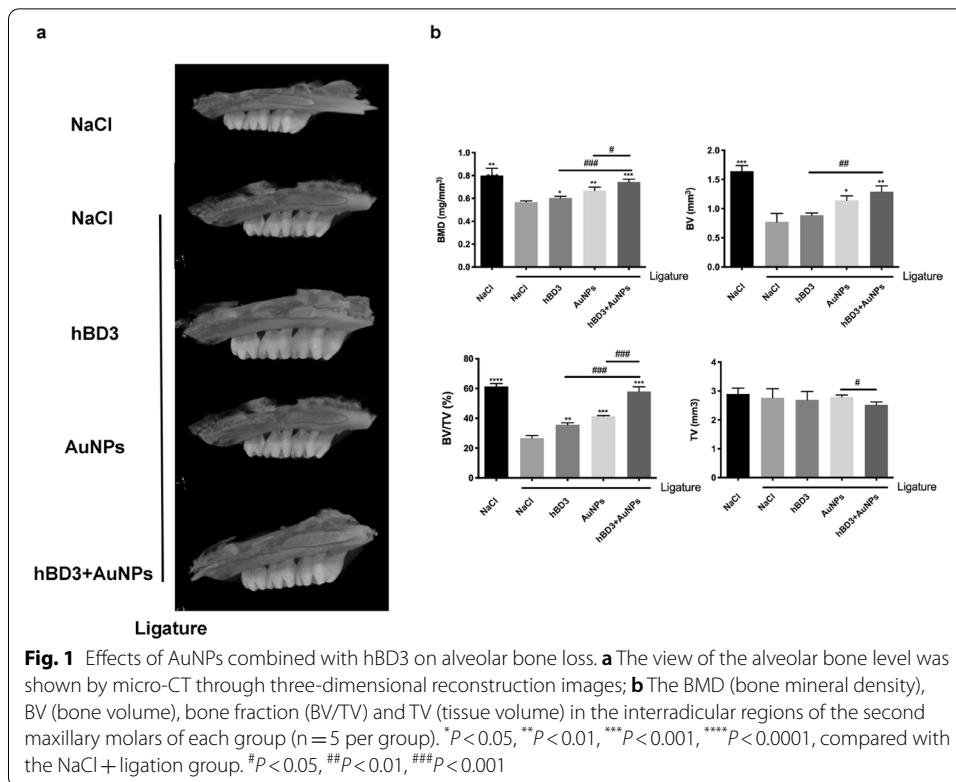 a
NaCl
NaCl
hBD3
AuNPs
hBD3+AuNPs
Ligature
b
BMD (mg/mm³)
1.0
0.8
0.6
0.4
0.2
0.0
**
*
**
***
###
#
NaCl
NaCl
hBD3
AuNPs
hBD3+AuNPs
Ligature
BV (mm³)
2.0
1.5
1.0
0.5
0.0
***
*
**
##
NaCl
NaCl
hBD3
AuNPs
hBD3+AuNPs
Ligature
BV/TV (%)
80
60
40
20
0
****
**
***
***
###
###
NaCl
NaCl
hBD3
AuNPs
hBD3+AuNPs
Ligature
TV (mm3)
4
3
2
1
0
#
NaCl
NaCl
hBD3
AuNPs
hBD3+AuNPs
Ligature
Fig. 1 Effects of AuNPs combined with hBD3 on alveolar bone loss. a The view of the alveolar bone level was
shown by micro-CT through three-dimensional reconstruction images; b The BMD (bone mineral density),
BV (bone volume), bone fraction (BV/TV) and TV (tissue volume) in the interradicular regions of the second
maxillary molars of each group (n = 5 per group). *P < 0.05, **P < 0.01, ***P < 0.001, ****P < 0.0001, compared with
the NaCl + ligation group. #P < 0.05, ##P < 0.01, ###P < 0.001